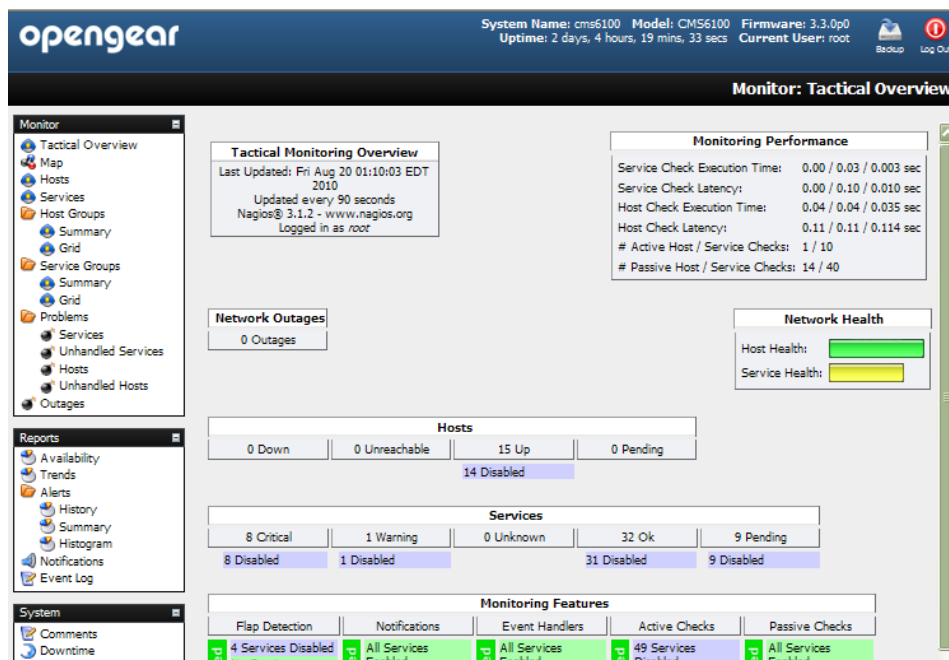 opengear
System Name: cms6100 Model: CMS6100 Firmware: 3.3.0p0
Uptime: 2 days, 4 hours, 19 mins, 33 secs Current User: root
Backup
Log Ou
Monitor: Tactical Overview
Monitor
Tactical Overview
Map
Hosts
Services
Host Groups
Summary
Grid
Service Groups
Summary
Grid
Problems
Services
Unhandled Services
Hosts
Unhandled Hosts
Outages
Reports
Availability
Trends
Alerts
History
Summary
Histogram
Notifications
Event Log
System
Comments
Downtime
Tactical Monitoring Overview
Last Updated: Fri Aug 20 01:10:03 EDT
2010
Updated every 90 seconds
Nagios® 3.1.2 - www.nagios.org
Logged in as root
Monitoring Performance
Service Check Execution Time: 0.00 / 0.03 / 0.003 sec
Service Check Latency: 0.00 / 0.10 / 0.010 sec
Host Check Execution Time: 0.04 / 0.04 / 0.035 sec
Host Check Latency: 0.11 / 0.11 / 0.114 sec
# Active Host / Service Checks: 1 / 10
# Passive Host / Service Checks: 14 / 40
Network Outages
0 Outages
Network Health
Host Health:
Service Health:
Hosts
0 Down 0 Unreachable 15 Up 0 Pending
14 Disabled
Services
8 Critical 1 Warning 0 Unknown 32 Ok 9 Pending
8 Disabled 1 Disabled 31 Disabled 9 Disabled
Monitoring Features
Flap Detection Notifications Event Handlers Active Checks Passive Checks
4 Services Disabled All Services All Services 49 Services All Services